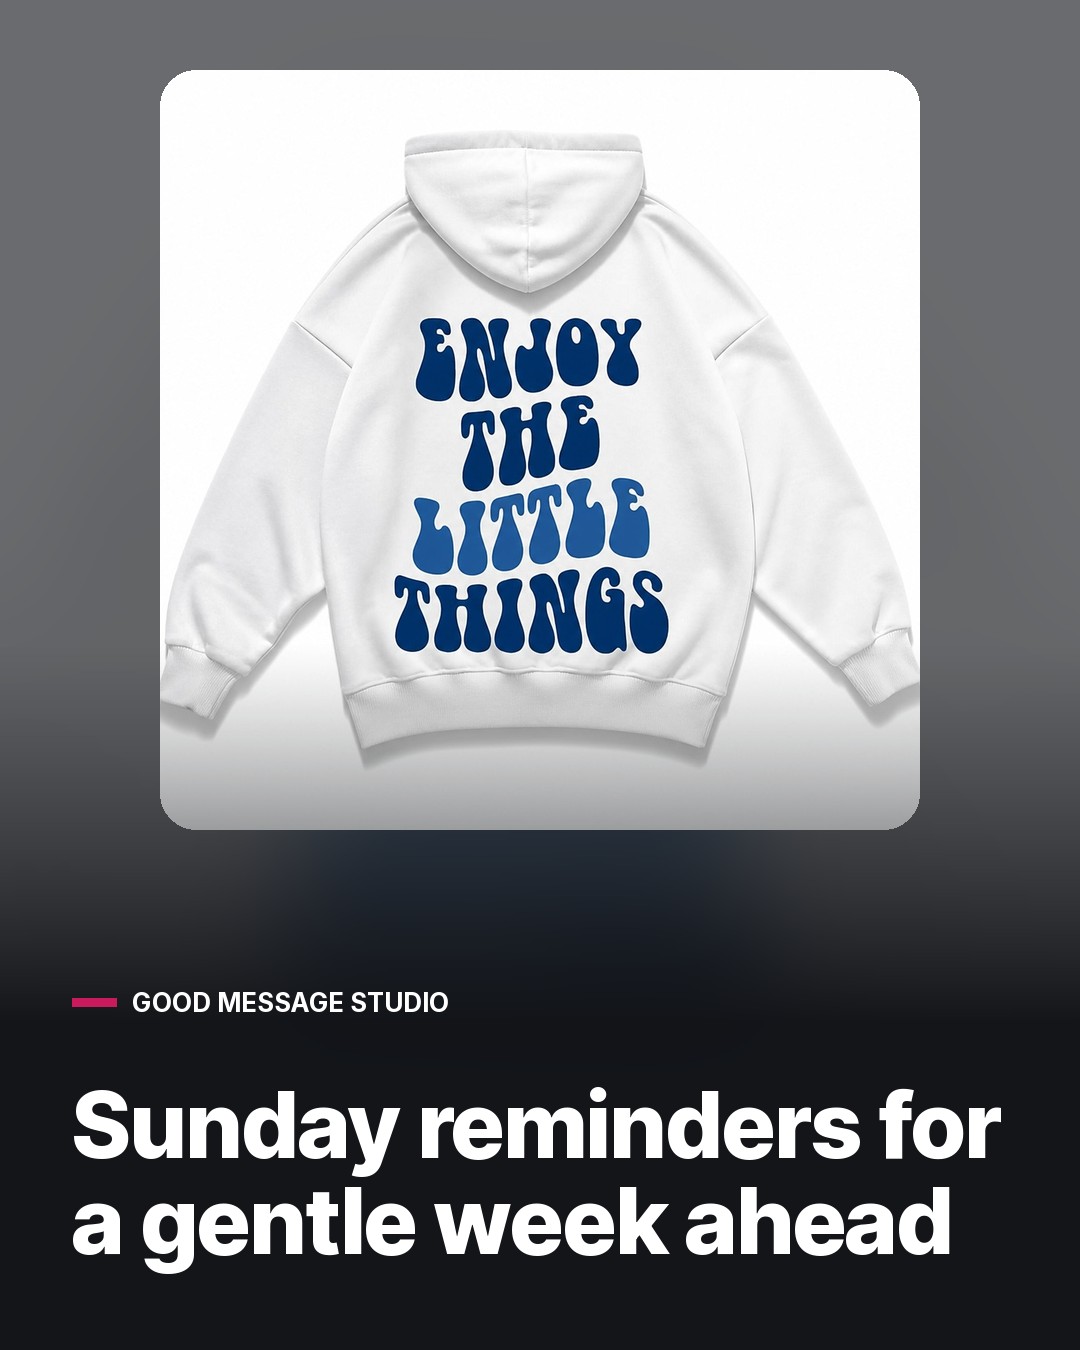 ENJOY
THE
LITTLE
THINGS
GOOD MESSAGE STUDIO
Sunday reminders for
a gentle week ahead